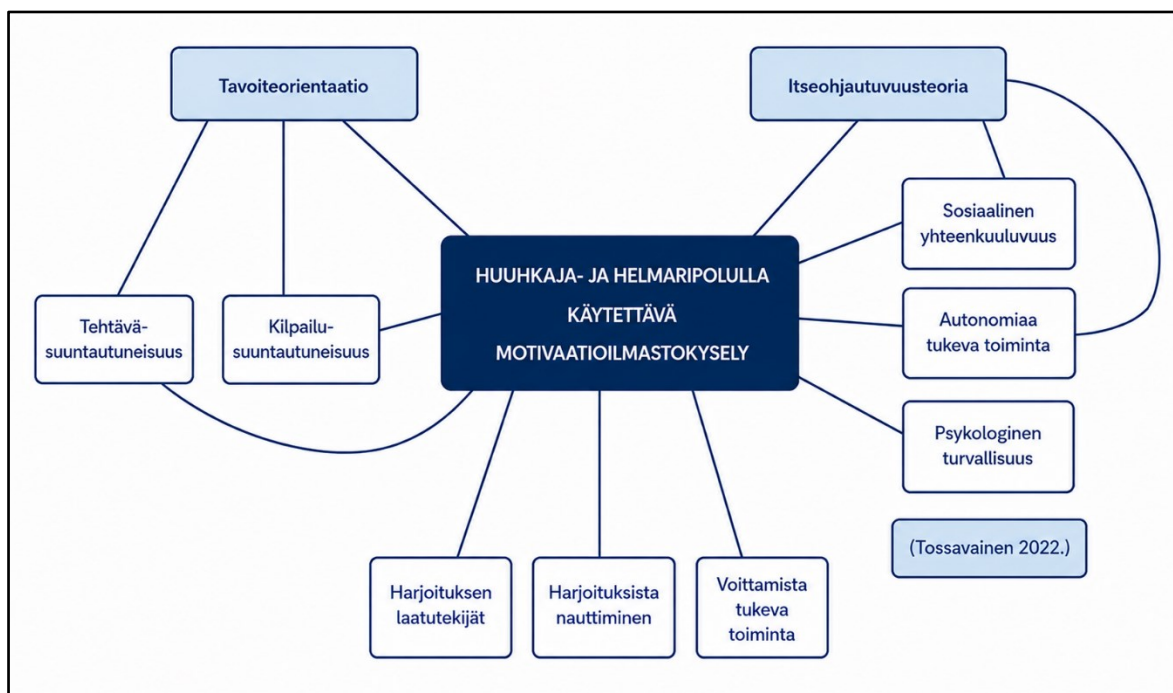 Tavoiteorientaatio
Itseohjautuvuusteoria
Sosiaalinen
yhteenkuuluvuus
HUUHKAJA- JA HELMARIPOLULLA
KÄYTETTÄVÄ
MOTIVAATIOILMASTOKYSELY
Tehtävä-
suuntautuneisuus
Kilpailu-
suuntautuneisuus
Autonomiaa
tukeva toiminta
Psykologinen
turvallisuus
(Tossavainen 2022.)
Harjoituksen
laatutekijät
Harjoituksista
nauttiminen
Voittamista
tukeva
toiminta